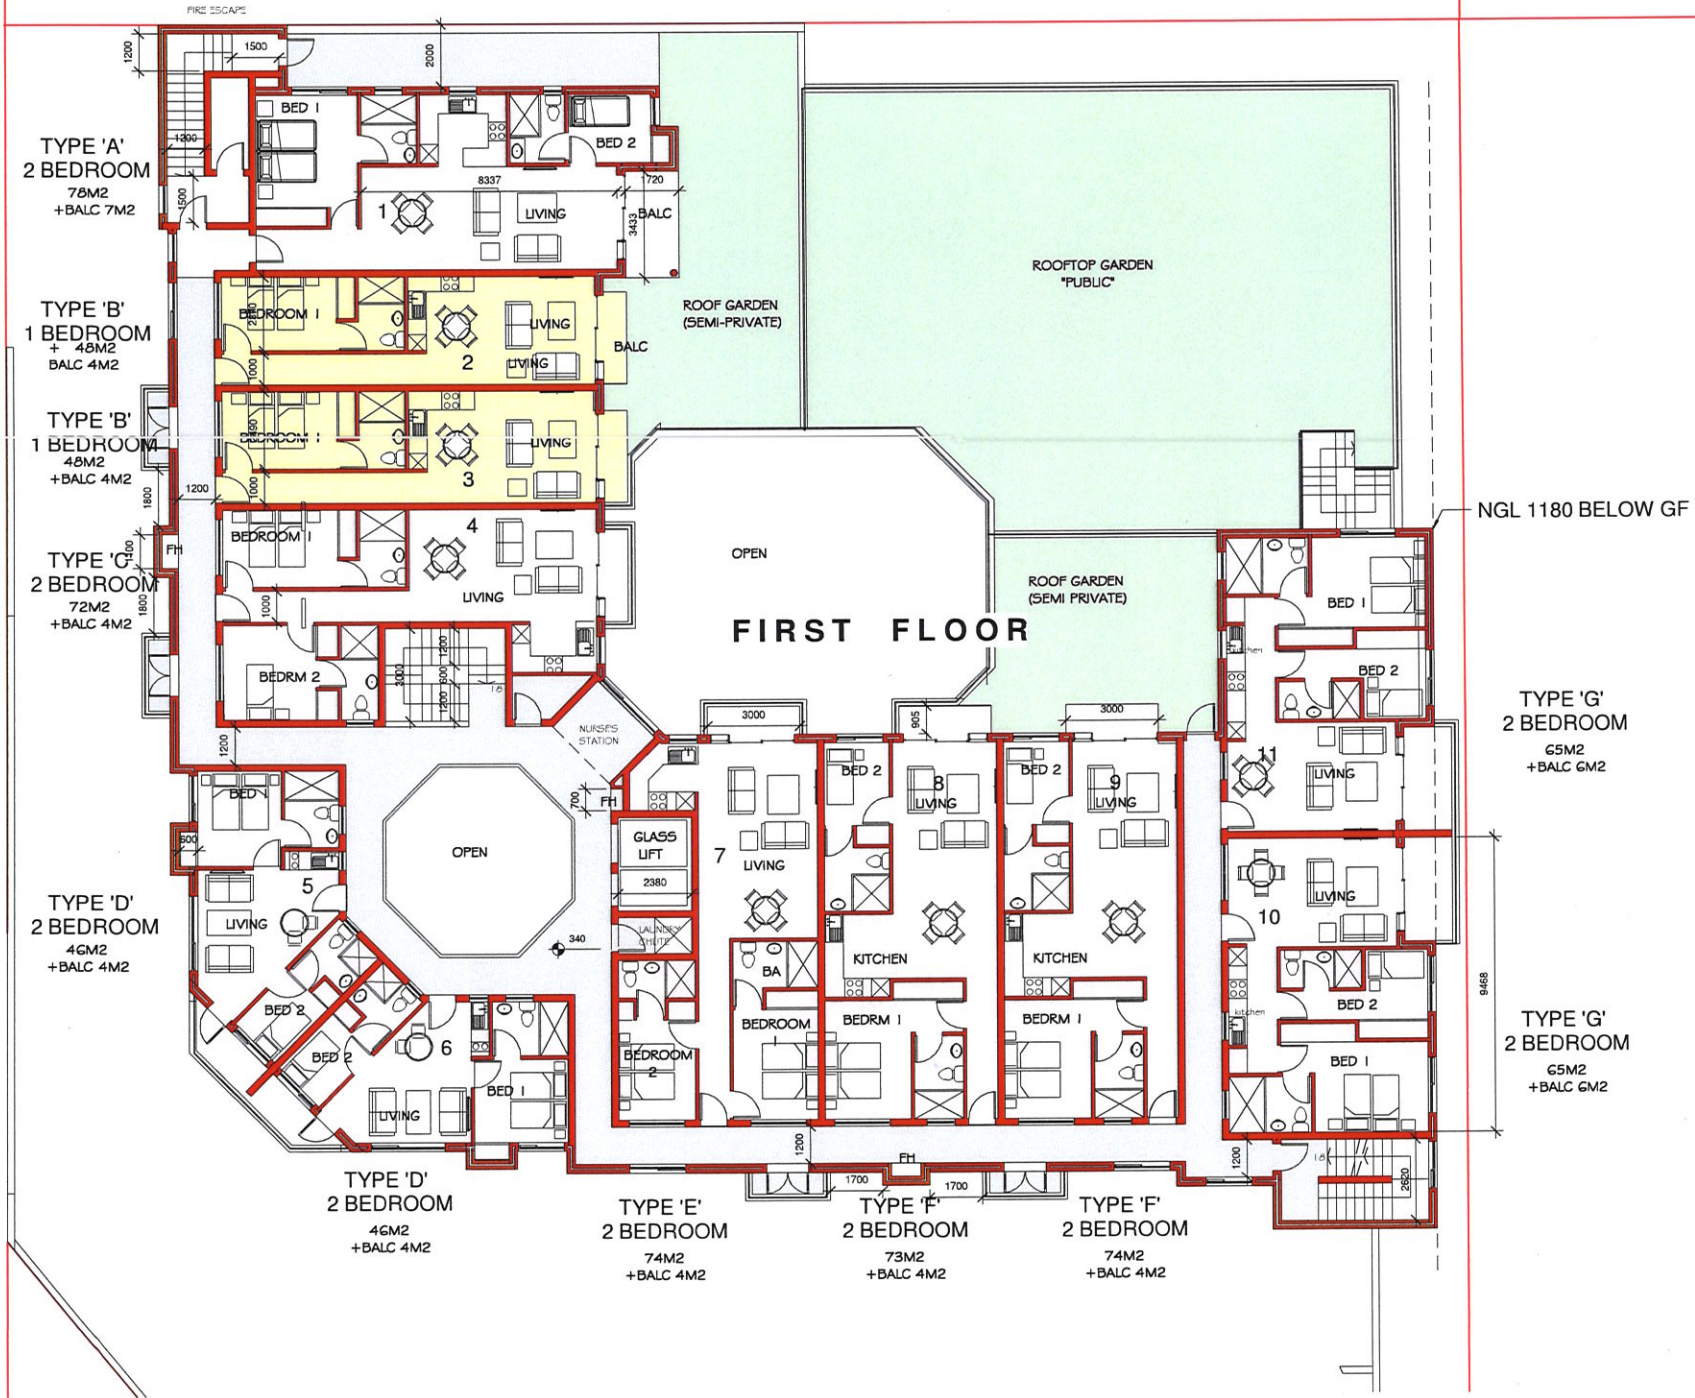 FIRE ESCAPE
1200
1500
2000
BED 1
BED 2
1200
1500
TYPE 'A'
2 BEDROOM
78M2
+BALC 7M2
8337
1720
1
LIVING
BALC
3433
ROOFTOP GARDEN
"PUBLIC"
ROOF GARDEN
(SEMI-PRIVATE)
TYPE 'B'
1 BEDROOM
+ 48M2
BALC 4M2
BEDROOM 1
LIVING
2
LIVING
BALC
1000
TYPE 'B'
1 BEDROOM
48M2
+BALC 4M2
LIVING
3
1000
1800
1200
4
BEDROOM 1
FH
1400
OPEN
NGL 1180 BELOW GF
TYPE 'C'
2 BEDROOM
72M2
+BALC 4M2
1800
1000
LIVING
ROOF GARDEN
(SEMI PRIVATE)
FIRST FLOOR
BED 1
kitchen
BEDRM 2
3000
1200
600
1200
18
BED 2
TYPE 'G'
2 BEDROOM
65M2
+BALC 6M2
NURSES
STATION
3000
905
3000
1200
11
LIVING
BED 1
700
FH
BED 2
8
LIVING
BED 2
9
LIVING
600
OPEN
GLASS
LIFT
7
LIVING
2380
5
LIVING
TYPE 'D'
2 BEDROOM
46M2
+BALC 4M2
LIVING
10
LAUNDRY
CHUTE
340
BA
KITCHEN
KITCHEN
9468
BED 2
BED 2
kitchen
BED 2
6
BEDROOM
2
BEDROOM
1
BEDRM 1
BEDRM 1
BED 1
TYPE 'G'
2 BEDROOM
65M2
+BALC 6M2
BED 1
LIVING
1200
FH
1200
18
2620
1700
1700
TYPE 'D'
2 BEDROOM
46M2
+BALC 4M2
TYPE 'E'
2 BEDROOM
74M2
+BALC 4M2
TYPE 'F'
2 BEDROOM
73M2
+BALC 4M2
TYPE 'F'
2 BEDROOM
74M2
+BALC 4M2